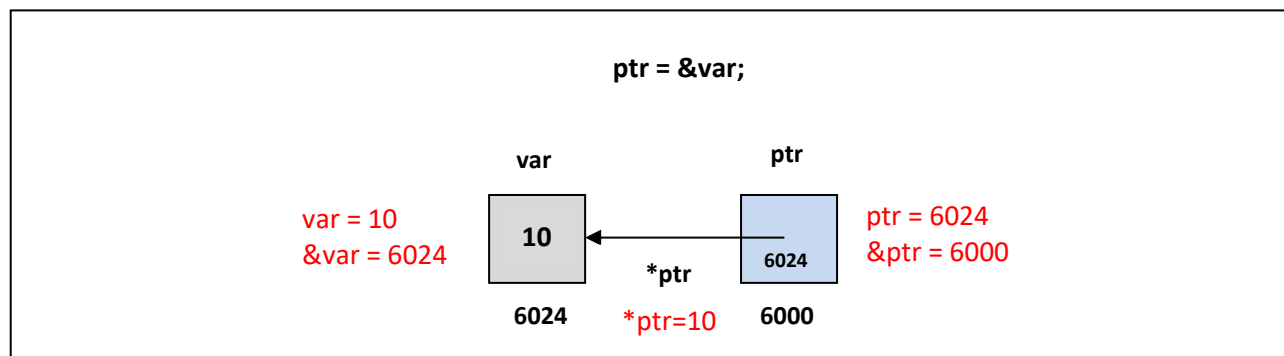 ptr = &var;
var
ptr
var = 10
&var = 6024
10
6024
ptr = 6024
&ptr = 6000
*ptr
6024
*ptr=10
6000